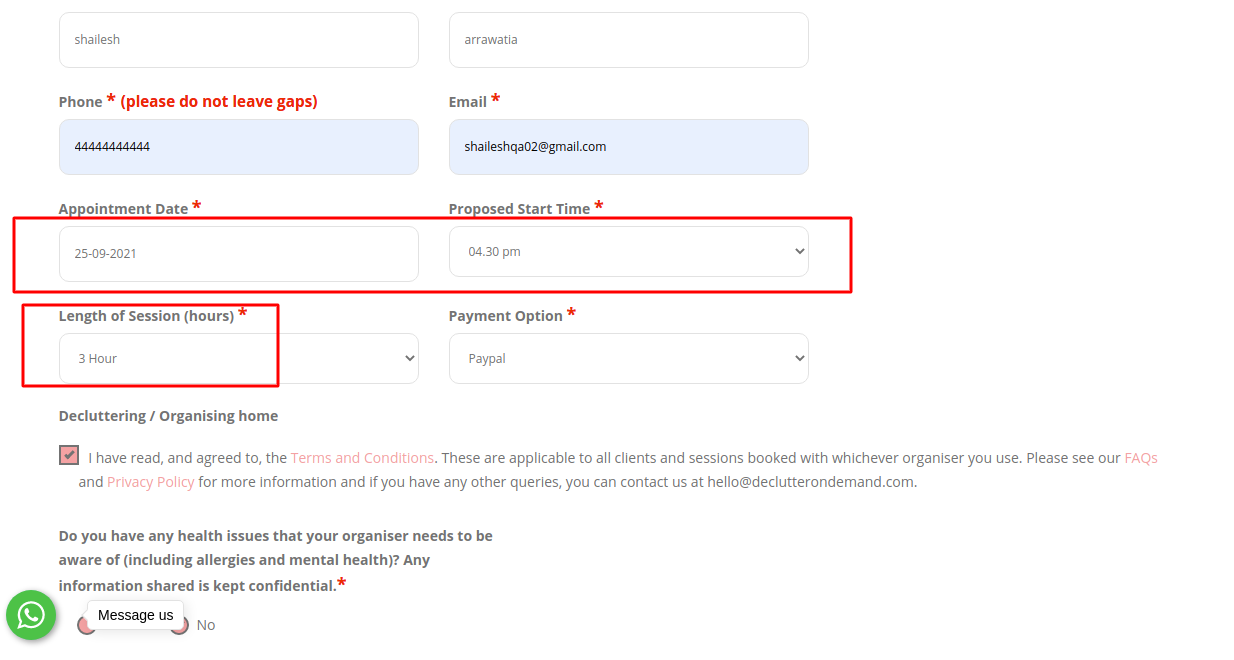 shailesh arrawatia
Phone * (please do not leave gaps) Email *
44444444444 shaileshqa02@gmail.com
Appointment Date * Proposed Start Time *
25-09-2021 04.30 pm
Length of Session (hours) * Payment Option *
3 Hour Paypal
Decluttering / Organising home
I have read, and agreed to, the Terms and Conditions. These are applicable to all clients and sessions booked with whichever organiser you use. Please see our FAQs
and Privacy Policy for more information and if you have any other queries, you can contact us at hello@declutterondemand.com.
Do you have any health issues that your organiser needs to be
aware of (including allergies and mental health)? Any
information shared is kept confidential.*
Message us
No